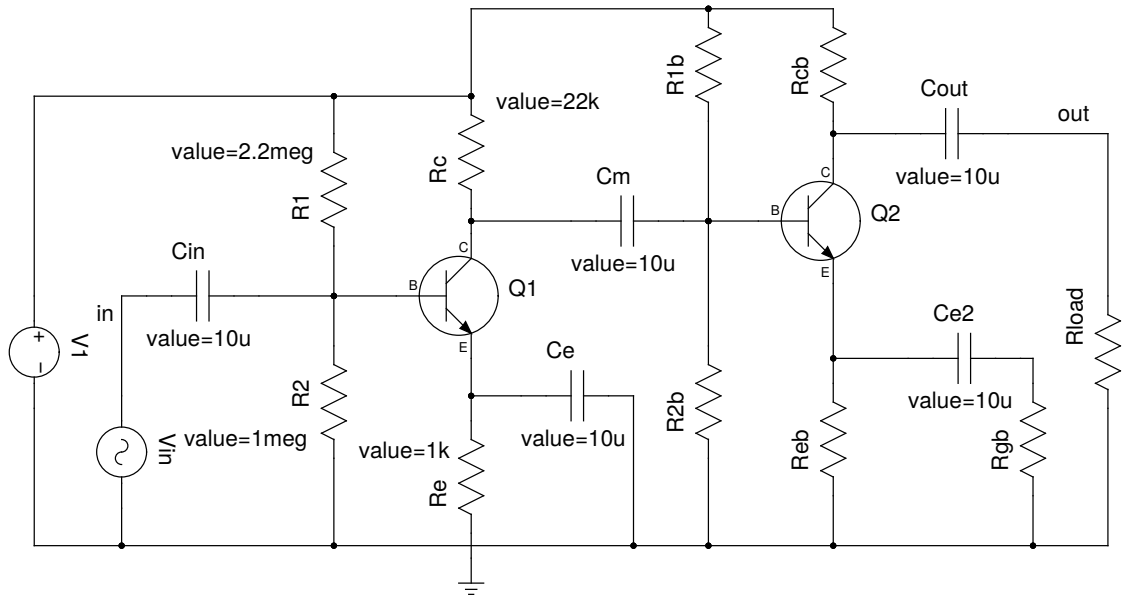 R1b
Rcb
value=22k
Cout
out
value=2.2meg
Rc
value=10u
C
Cm
R1
B
Q2
C
Cin
value=10u
E
B
Q1
in
Rload
V1
+
−
value=10u
E
Ce
Ce2
R2
R2b
value=10u
Vin
value=1meg
value=1k
value=10u
Reb
Rgb
Re